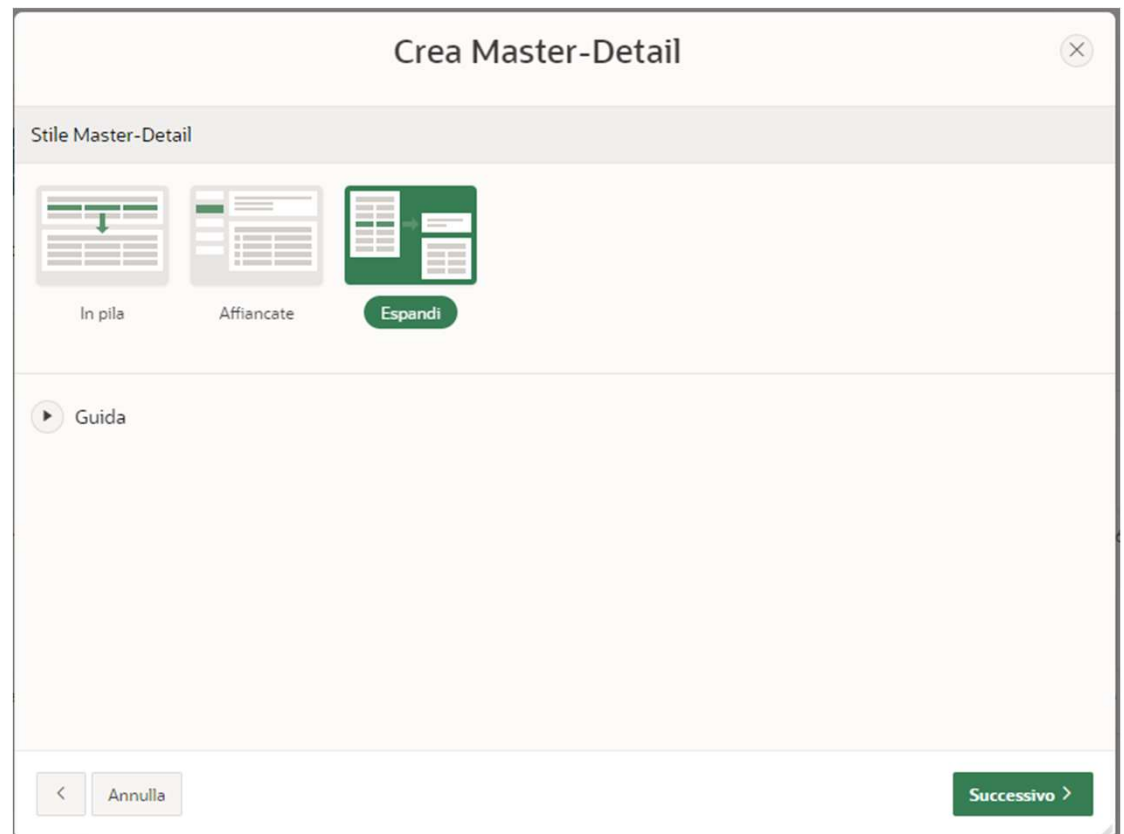 Crea Master-Detail
Stile Master-Detail
In pila
Affiancate
Espandi
Guida
Annulla
Successivo